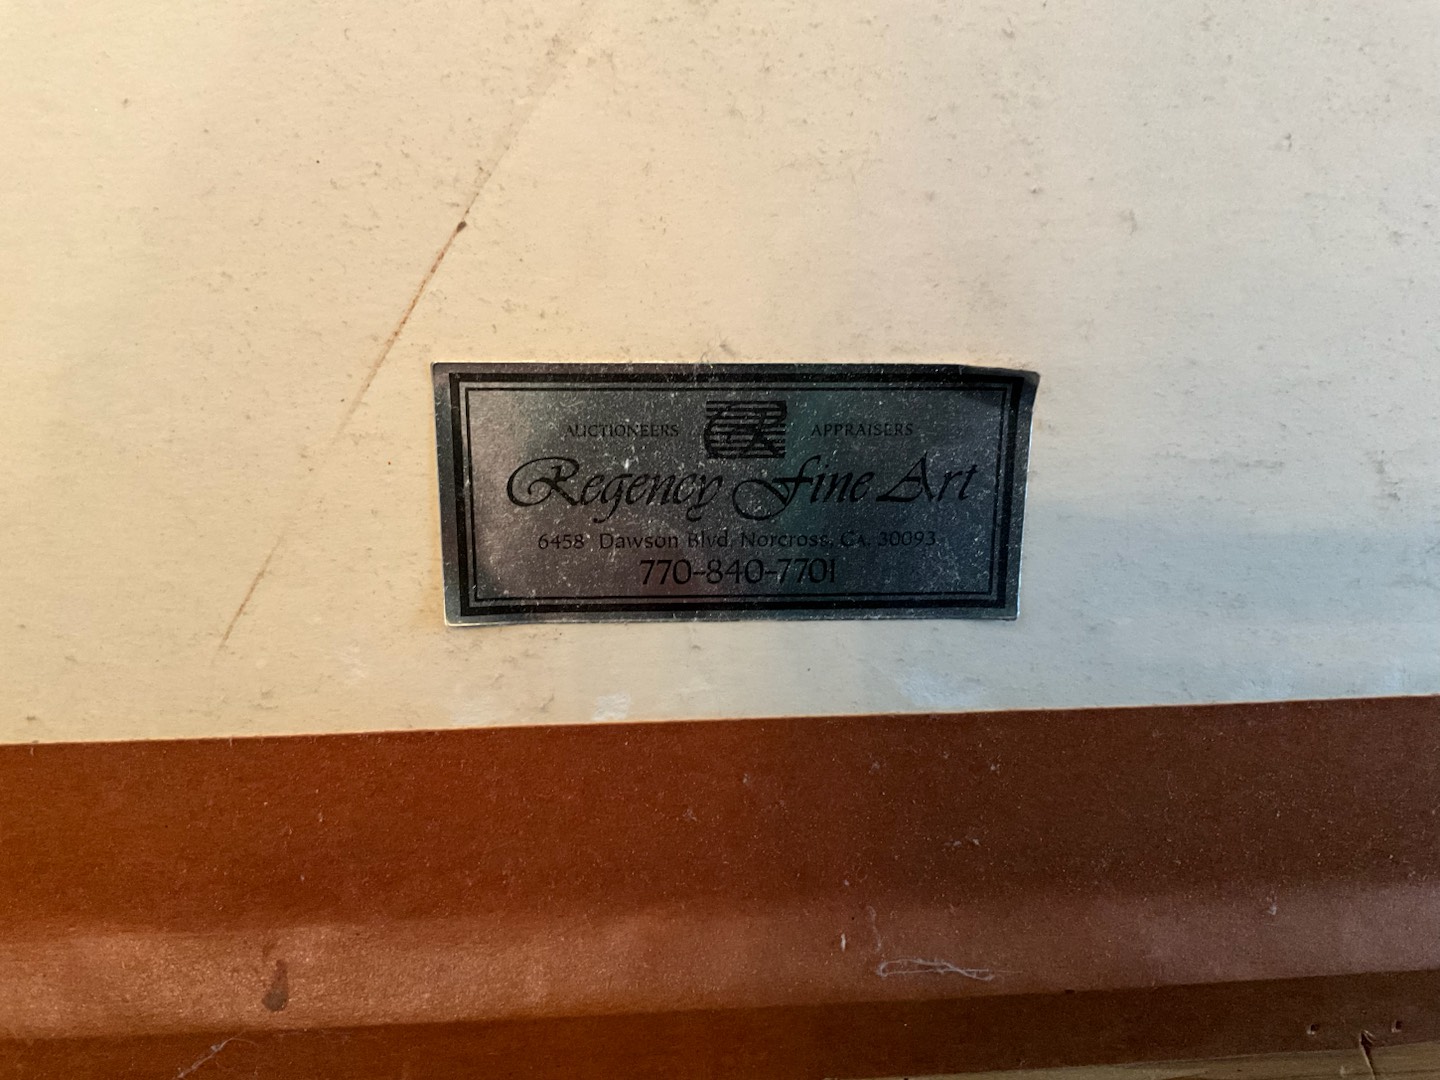 AUCTIONEERS APPRAISERS
Regency Fine Art
6458 Dawson Blvd. Norcross, GA. 30093
770-840-7701